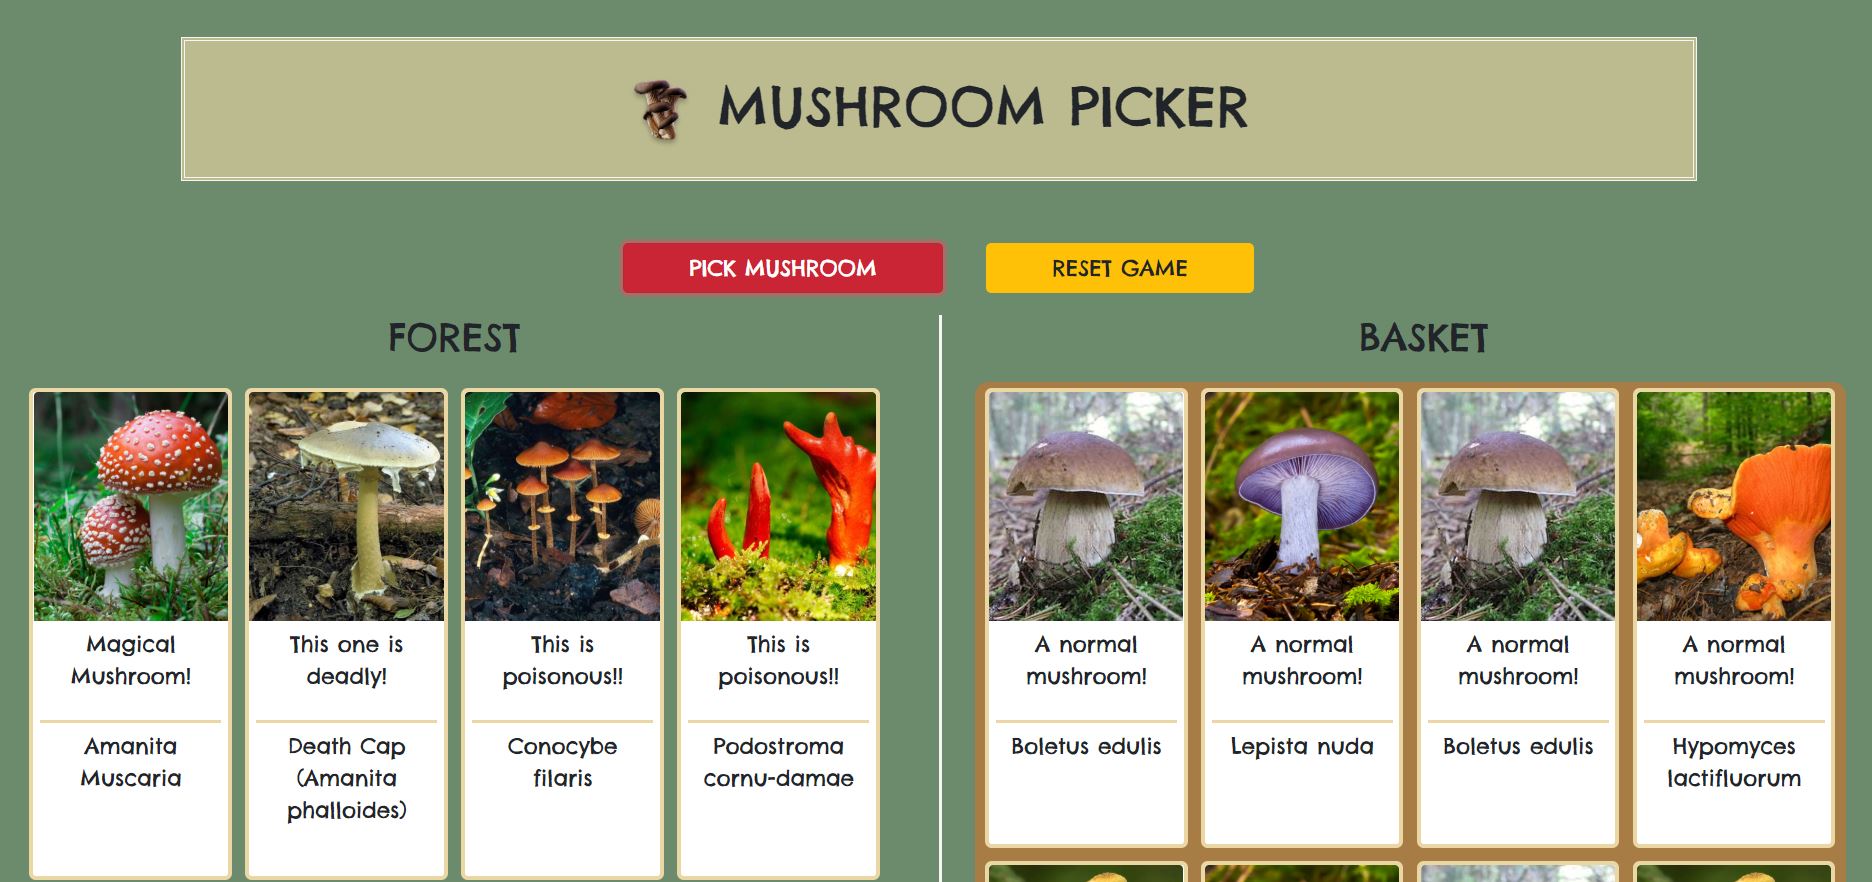 MUSHROOM PICKER
PICK MUSHROOM
RESET GAME
FOREST
Magical
Mushroom!
Amanita
Muscaria
This one is
deadly!
Death Cap
(Amanita
phalloides)
This is
poisonous!!
Conocybe
filaris
This is
poisonous!!
Podostroma
cornu-damae
BASKET
A normal
mushroom!
Boletus edulis
A normal
mushroom!
Lepista nuda
A normal
mushroom!
Boletus edulis
A normal
mushroom!
Hypomyces
lactifluorum